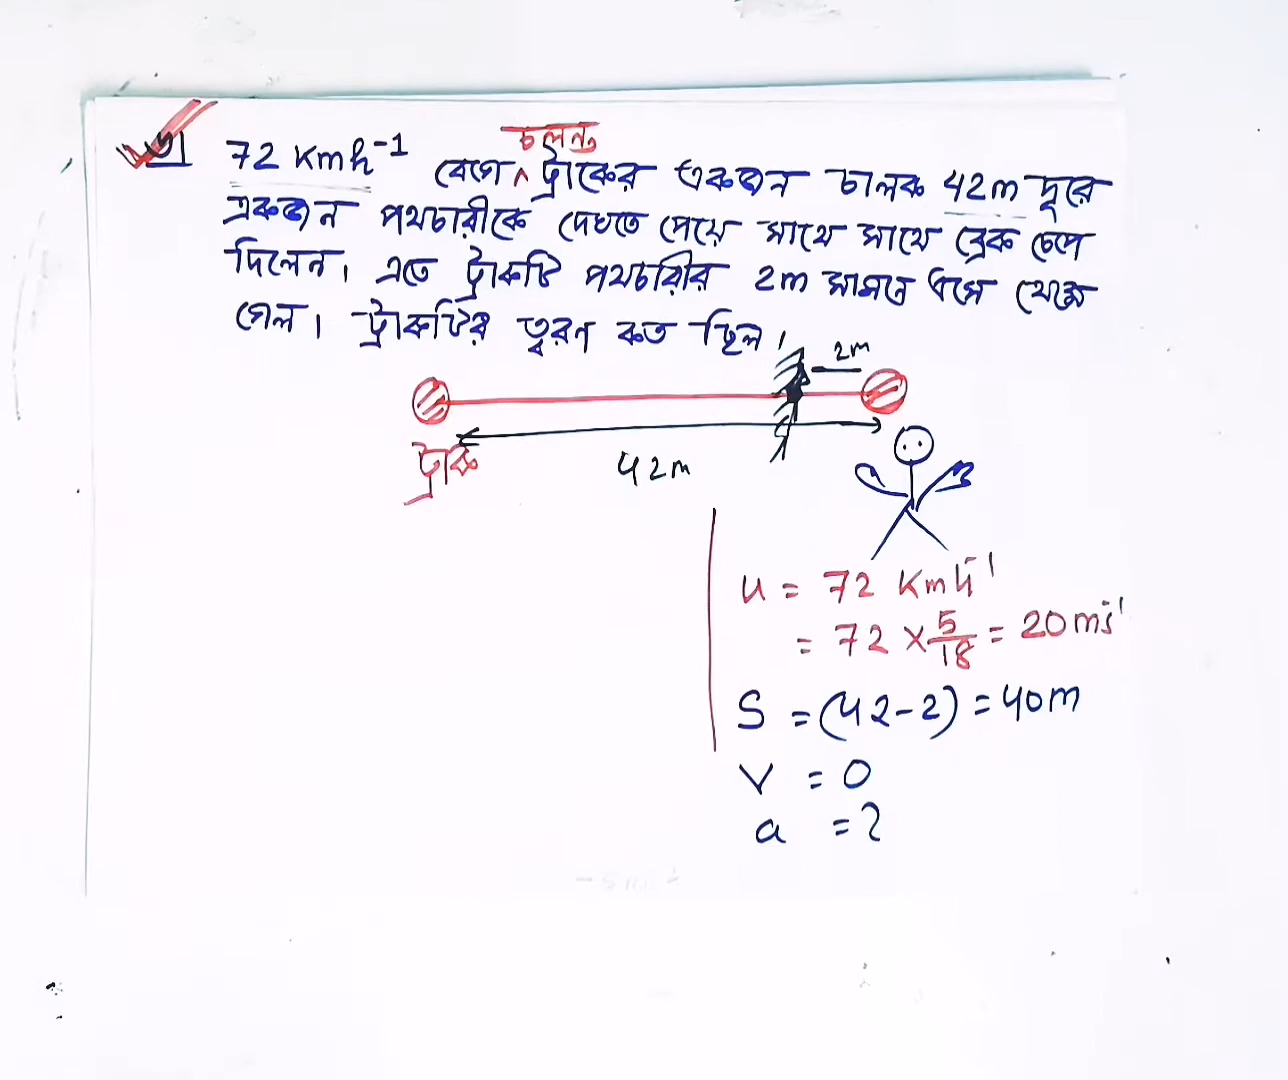 ৩। 72 Kmh⁻¹ বেগে চলন্ত ট্রাকের একজন চালক 42m দূরে
একজন পথচারীকে দেখতে পেয়ে সাথে সাথে ব্রেক চেপে
দিলেন। এতে ট্রাকটি পথচারীর 2m সামনে এসে থেমে
গেল। ট্রাকটির ত্বরণ কত ছিল।
2m
ট্রাক
42m
u = 72 Kmh⁻¹
= 72 × 5/18 = 20ms⁻¹
S = (42-2) = 40m
v = 0
a = ?